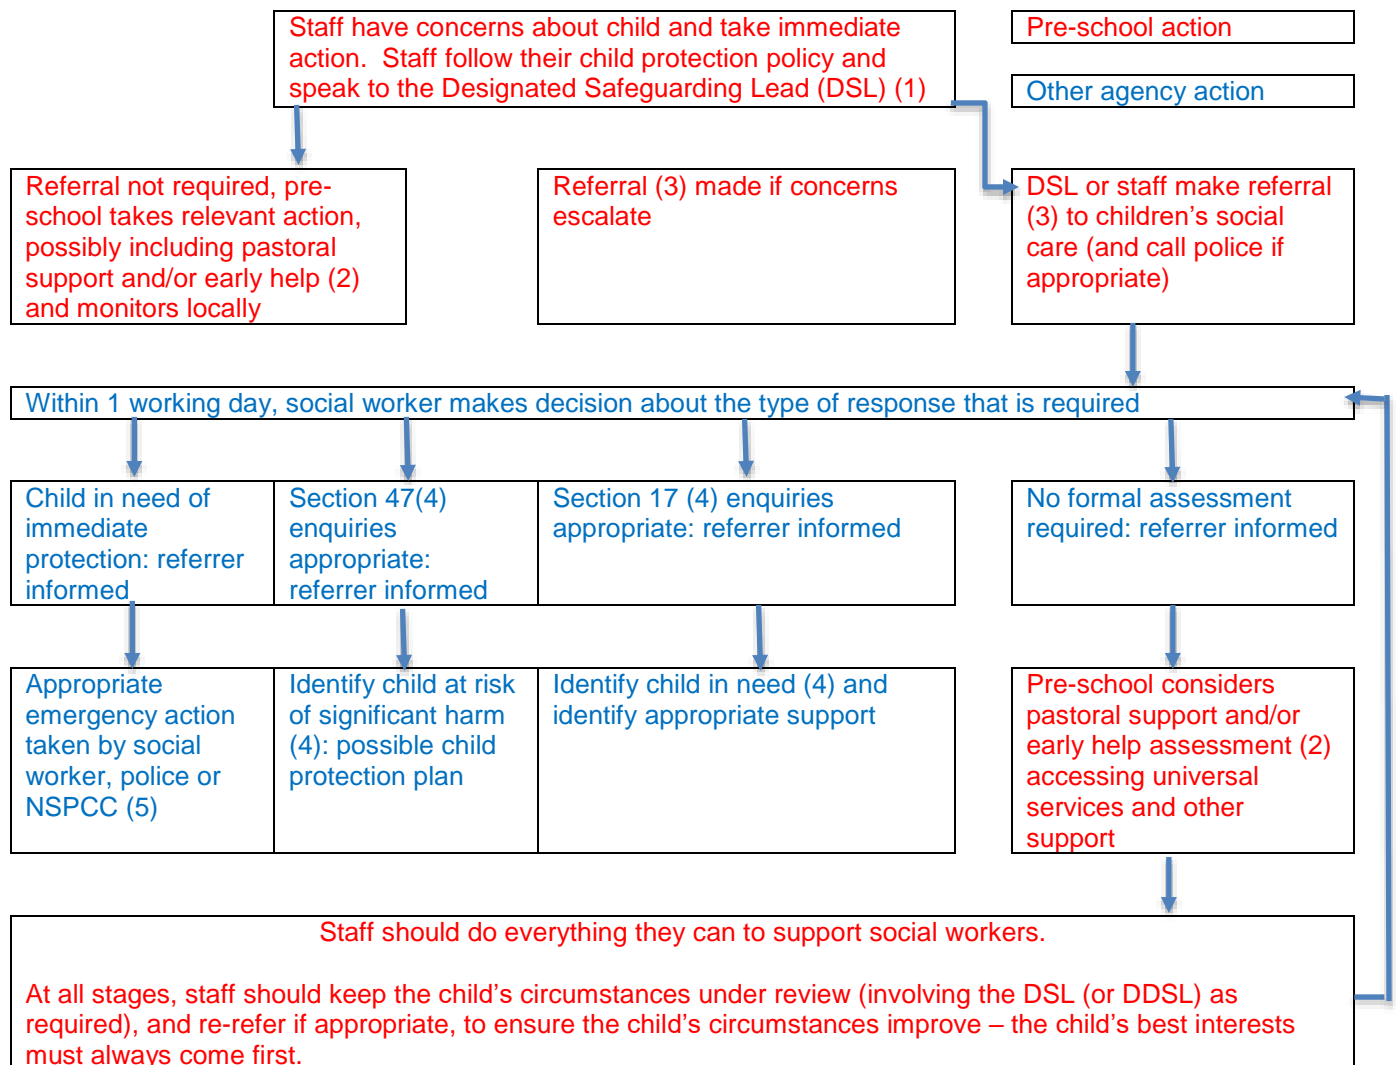 Staff have concerns about child and take immediate
action.  Staff follow their child protection policy and
speak to the Designated Safeguarding Lead (DSL) (1)
Pre-school action
Other agency action
Referral not required, pre-
school takes relevant action,
possibly including pastoral
support and/or early help (2)
and monitors locally
Referral (3) made if concerns
escalate
DSL or staff make referral
(3) to children’s social
care (and call police if
appropriate)
Within 1 working day, social worker makes decision about the type of response that is required
Child in need of
immediate
protection: referrer
informed
Section 47(4)
enquiries
appropriate:
referrer informed
Section 17 (4) enquiries
appropriate: referrer informed
No formal assessment
required: referrer informed
Appropriate
emergency action
taken by social
worker, police or
NSPCC (5)
Identify child at risk
of significant harm
(4): possible child
protection plan
Identify child in need (4) and
identify appropriate support
Pre-school considers
pastoral support and/or
early help assessment (2)
accessing universal
services and other
support
Staff should do everything they can to support social workers.
At all stages, staff should keep the child’s circumstances under review (involving the DSL (or DDSL) as
required), and re-refer if appropriate, to ensure the child’s circumstances improve – the child’s best interests
must always come first.